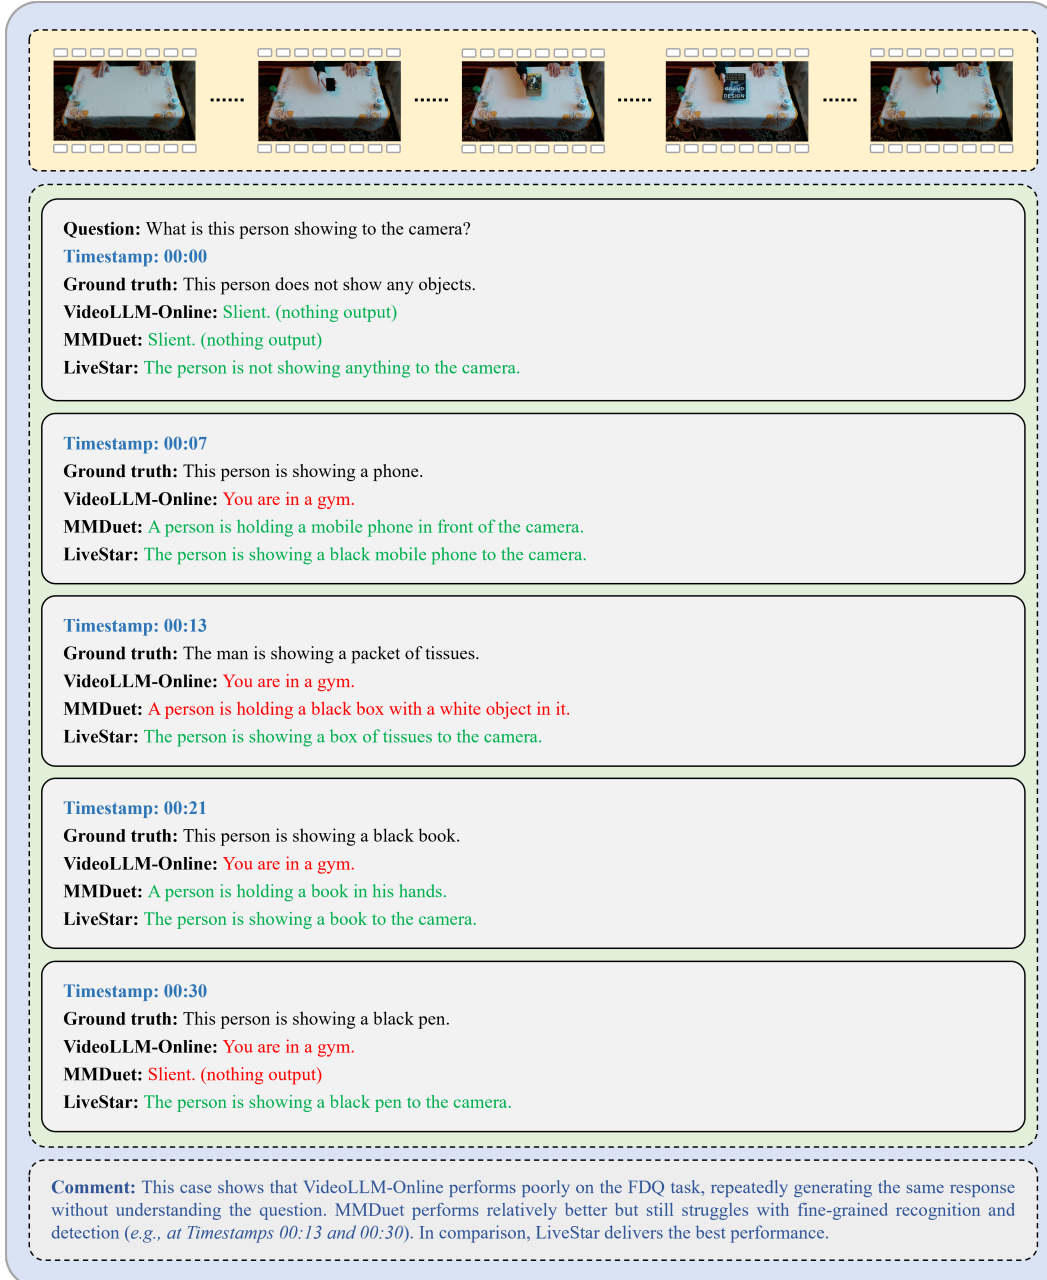 THE
GRAND
DESIGN
Question: What is this person showing to the camera?
Timestamp: 00:00
Ground truth: This person does not show any objects.
VideoLLM-Online: Slient. (nothing output)
MMDuet: Slient. (nothing output)
LiveStar: The person is not showing anything to the camera.
Timestamp: 00:07
Ground truth: This person is showing a phone.
VideoLLM-Online: You are in a gym.
MMDuet: A person is holding a mobile phone in front of the camera.
LiveStar: The person is showing a black mobile phone to the camera.
Timestamp: 00:13
Ground truth: The man is showing a packet of tissues.
VideoLLM-Online: You are in a gym.
MMDuet: A person is holding a black box with a white object in it.
LiveStar: The person is showing a box of tissues to the camera.
Timestamp: 00:21
Ground truth: This person is showing a black book.
VideoLLM-Online: You are in a gym.
MMDuet: A person is holding a book in his hands.
LiveStar: The person is showing a book to the camera.
Timestamp: 00:30
Ground truth: This person is showing a black pen.
VideoLLM-Online: You are in a gym.
MMDuet: Slient. (nothing output)
LiveStar: The person is showing a black pen to the camera.
Comment: This case shows that VideoLLM-Online performs poorly on the FDQ task, repeatedly generating the same response
without understanding the question. MMDuet performs relatively better but still struggles with fine-grained recognition and
detection (e.g., at Timestamps 00:13 and 00:30). In comparison, LiveStar delivers the best performance.